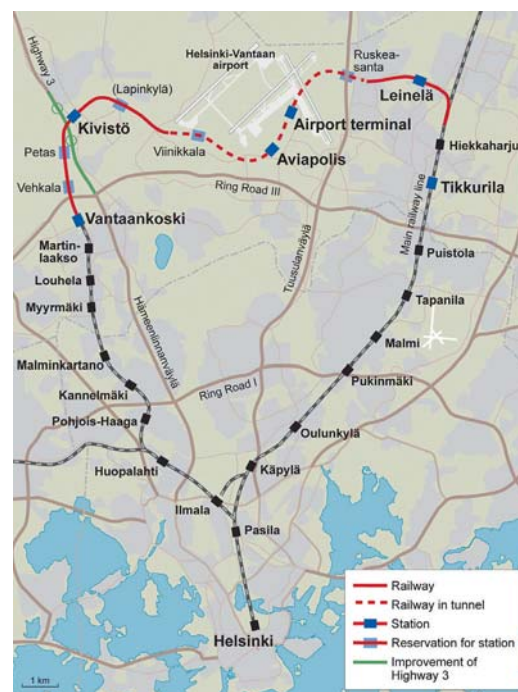 Highway 3
Helsinki-Vantaan
airport
Ruskea-
santa
(Lapinkylä)
Leinelä
Kivistö
Airport terminal
Hiekkaharju
Petas
Viinikkala
Aviapolis
Vehkala
Ring Road III
Tikkurila
Vantaankoski
Main railway line
Martin-
laakso
Tuusulanväylä
Puistola
Louhela
Hämeenlinnanväylä
Tapanila
Myyrmäki
Malmi
Malminkartano
Pukinmäki
Kannelmäki
Ring Road I
Pohjois-Haaga
Oulunkylä
Huopalahti
Käpylä
Ilmala
Pasila
Helsinki
Railway
Railway in tunnel
Station
Reservation for station
Improvement of
Highway 3
1 km